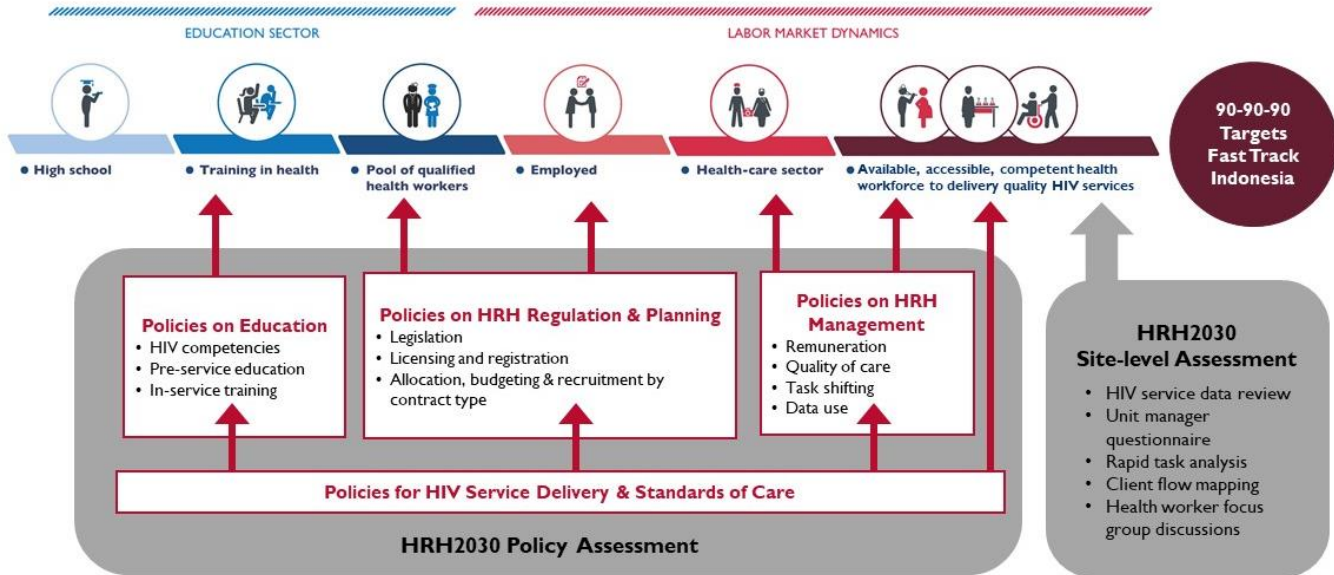 EDUCATION SECTOR
LABOR MARKET DYNAMICS
• High school
• Training in health
• Pool of qualified
health workers
• Employed
• Health-care sector
• Available, accessible, competent health
workforce to delivery quality HIV services
90-90-90
Targets
Fast Track
Indonesia
Policies on Education
• HIV competencies
• Pre-service education
• In-service training
Policies on HRH Regulation & Planning
• Legislation
• Licensing and registration
• Allocation, budgeting & recruitment by
contract type
Policies on HRH
Management
• Remuneration
• Quality of care
• Task shifting
• Data use
Policies for HIV Service Delivery & Standards of Care
HRH2030 Policy Assessment
HRH2030
Site-level Assessment
• HIV service data review
• Unit manager
questionnaire
• Rapid task analysis
• Client flow mapping
• Health worker focus
group discussions